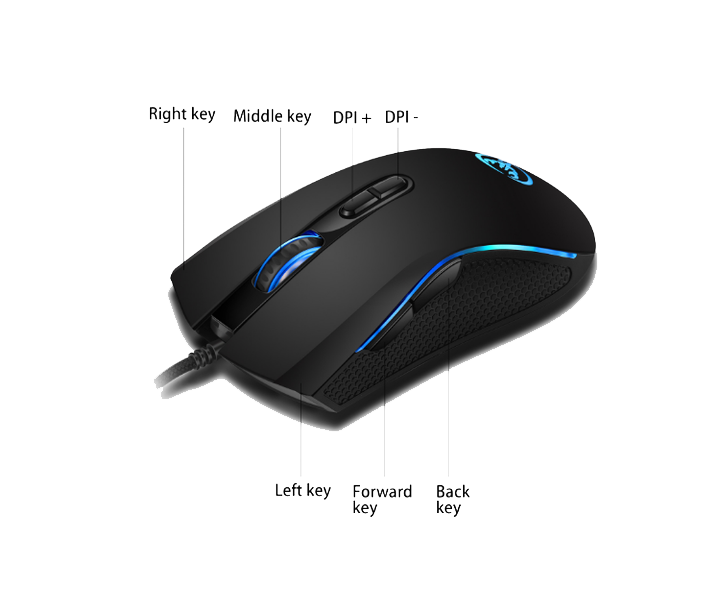 Right key
Middle key
DPI +
DPI -
Left key
Forward
key
Back
key